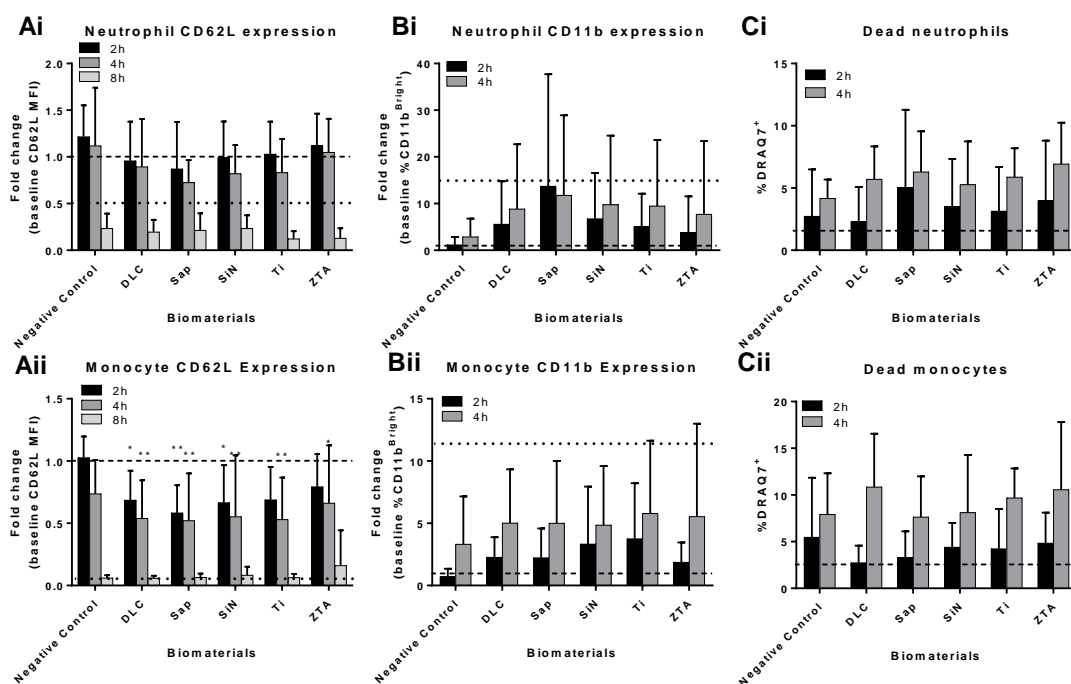 Ai
Neutrophil CD62L expression
2h
4h
8h
Fold change
(baseline CD62L MFI)
2.0
1.5
1.0
0.5
0.0
Negative Control
DLC
Sap
SiN
Ti
ZTA
Biomaterials
Bi
Neutrophil CD11b expression
2h
4h
Fold change
(baseline %CD11b^Bright)
40
30
20
10
0
Negative Control
DLC
Sap
SiN
Ti
ZTA
Biomaterials
Ci
Dead neutrophils
2h
4h
%DRAQ7+
15
10
5
0
Negative Control
DLC
Sap
SiN
Ti
ZTA
Biomaterials
Aii
Monocyte CD62L Expression
2h
4h
8h
Fold change
(baseline CD62L MFI)
1.5
1.0
0.5
0.0
* ** ** ** * ** ** *
Negative Control
DLC
Sap
SiN
Ti
ZTA
Biomaterials
Bii
Monocyte CD11b Expression
2h
4h
Fold change
(baseline %CD11b^Bright)
15
10
5
0
Negative Control
DLC
Sap
SiN
Ti
ZTA
Biomaterials
Cii
Dead monocytes
2h
4h
%DRAQ7+
20
15
10
5
0
Negative Control
DLC
Sap
SiN
Ti
ZTA
Biomaterials